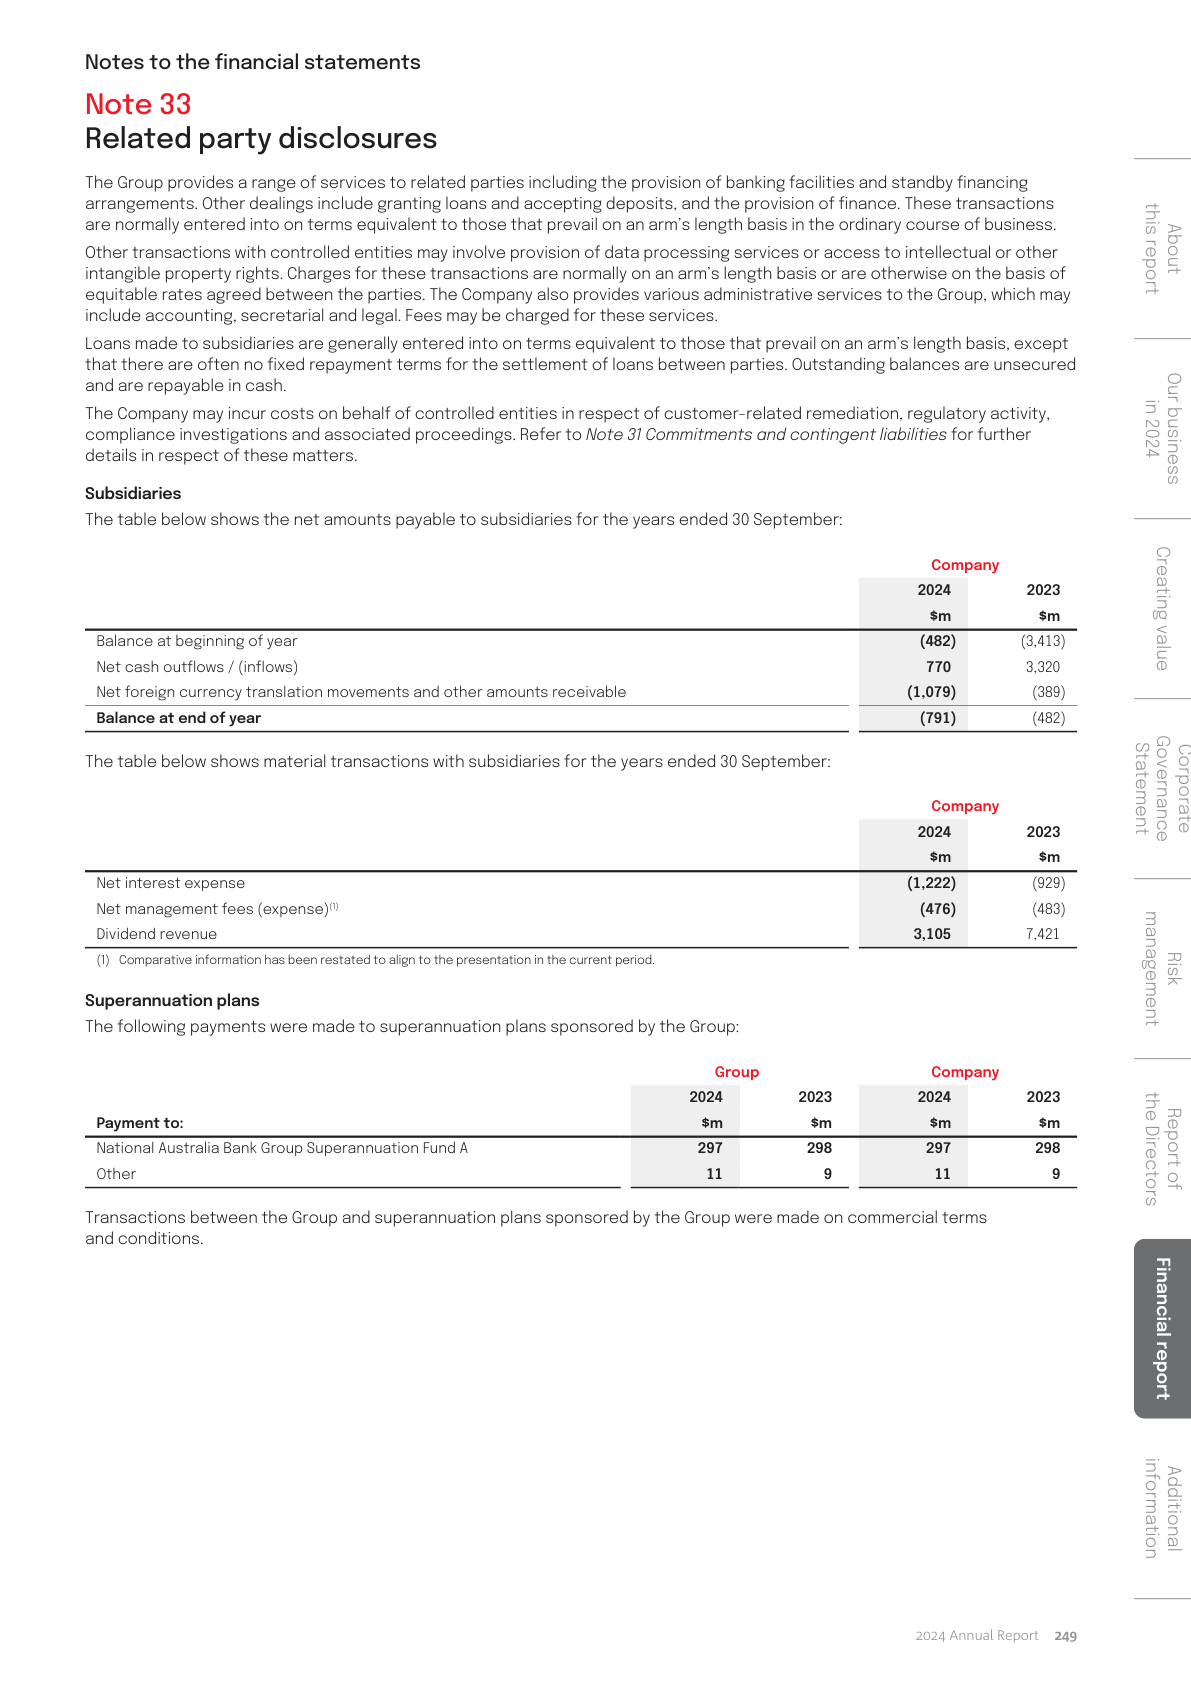 Notes to the financial statements
Note 33
Related party disclosures
The Group provides a range of services to related parties including the provision of banking facilities and standby financing
arrangements. Other dealings include granting loans and accepting deposits, and the provision of finance. These transactions
are normally entered into on terms equivalent to those that prevail on an arm's length basis in the ordinary course of business.
Other transactions with controlled entities may involve provision of data processing services or access to intellectual or other
intangible property rights. Charges for these transactions are normally on an arm's length basis or are otherwise on the basis of
equitable rates agreed between the parties. The Company also provides various administrative services to the Group, which may
include accounting, secretarial and legal. Fees may be charged for these services.
Loans made to subsidiaries are generally entered into on terms equivalent to those that prevail on an arm's length basis, except
that there are often no fixed repayment terms for the settlement of loans between parties. Outstanding balances are unsecured
and are repayable in cash.
The Company may incur costs on behalf of controlled entities in respect of customer-related remediation, regulatory activity,
compliance investigations and associated proceedings. Refer to Note 31 Commitments and contingent liabilities for further
details in respect of these matters.
Subsidiaries
The table below shows the net amounts payable to subsidiaries for the years ended 30 September:
Company
2024 2023
$m $m
Balance at beginning of year (482) (3,413)
Net cash outflows / (inflows) 770 3,320
Net foreign currency translation movements and other amounts receivable (1,079) (389)
Balance at end of year (791) (482)
The table below shows material transactions with subsidiaries for the years ended 30 September:
Company
2024 2023
$m $m
Net interest expense (1,222) (929)
Net management fees (expense)(1) (476) (483)
Dividend revenue 3,105 7,421
(1) Comparative information has been restated to align to the presentation in the current period.
Superannuation plans
The following payments were made to superannuation plans sponsored by the Group:
Group Company
2024 2023 2024 2023
Payment to: $m $m $m $m
National Australia Bank Group Superannuation Fund A 297 298 297 298
Other 11 9 11 9
Transactions between the Group and superannuation plans sponsored by the Group were made on commercial terms
and conditions.
About
this report
Our business
in 2024
Creating value
Corporate
Governance
Statement
Risk
management
Report of
the Directors
Financial report
Additional
information
2024 Annual Report 249